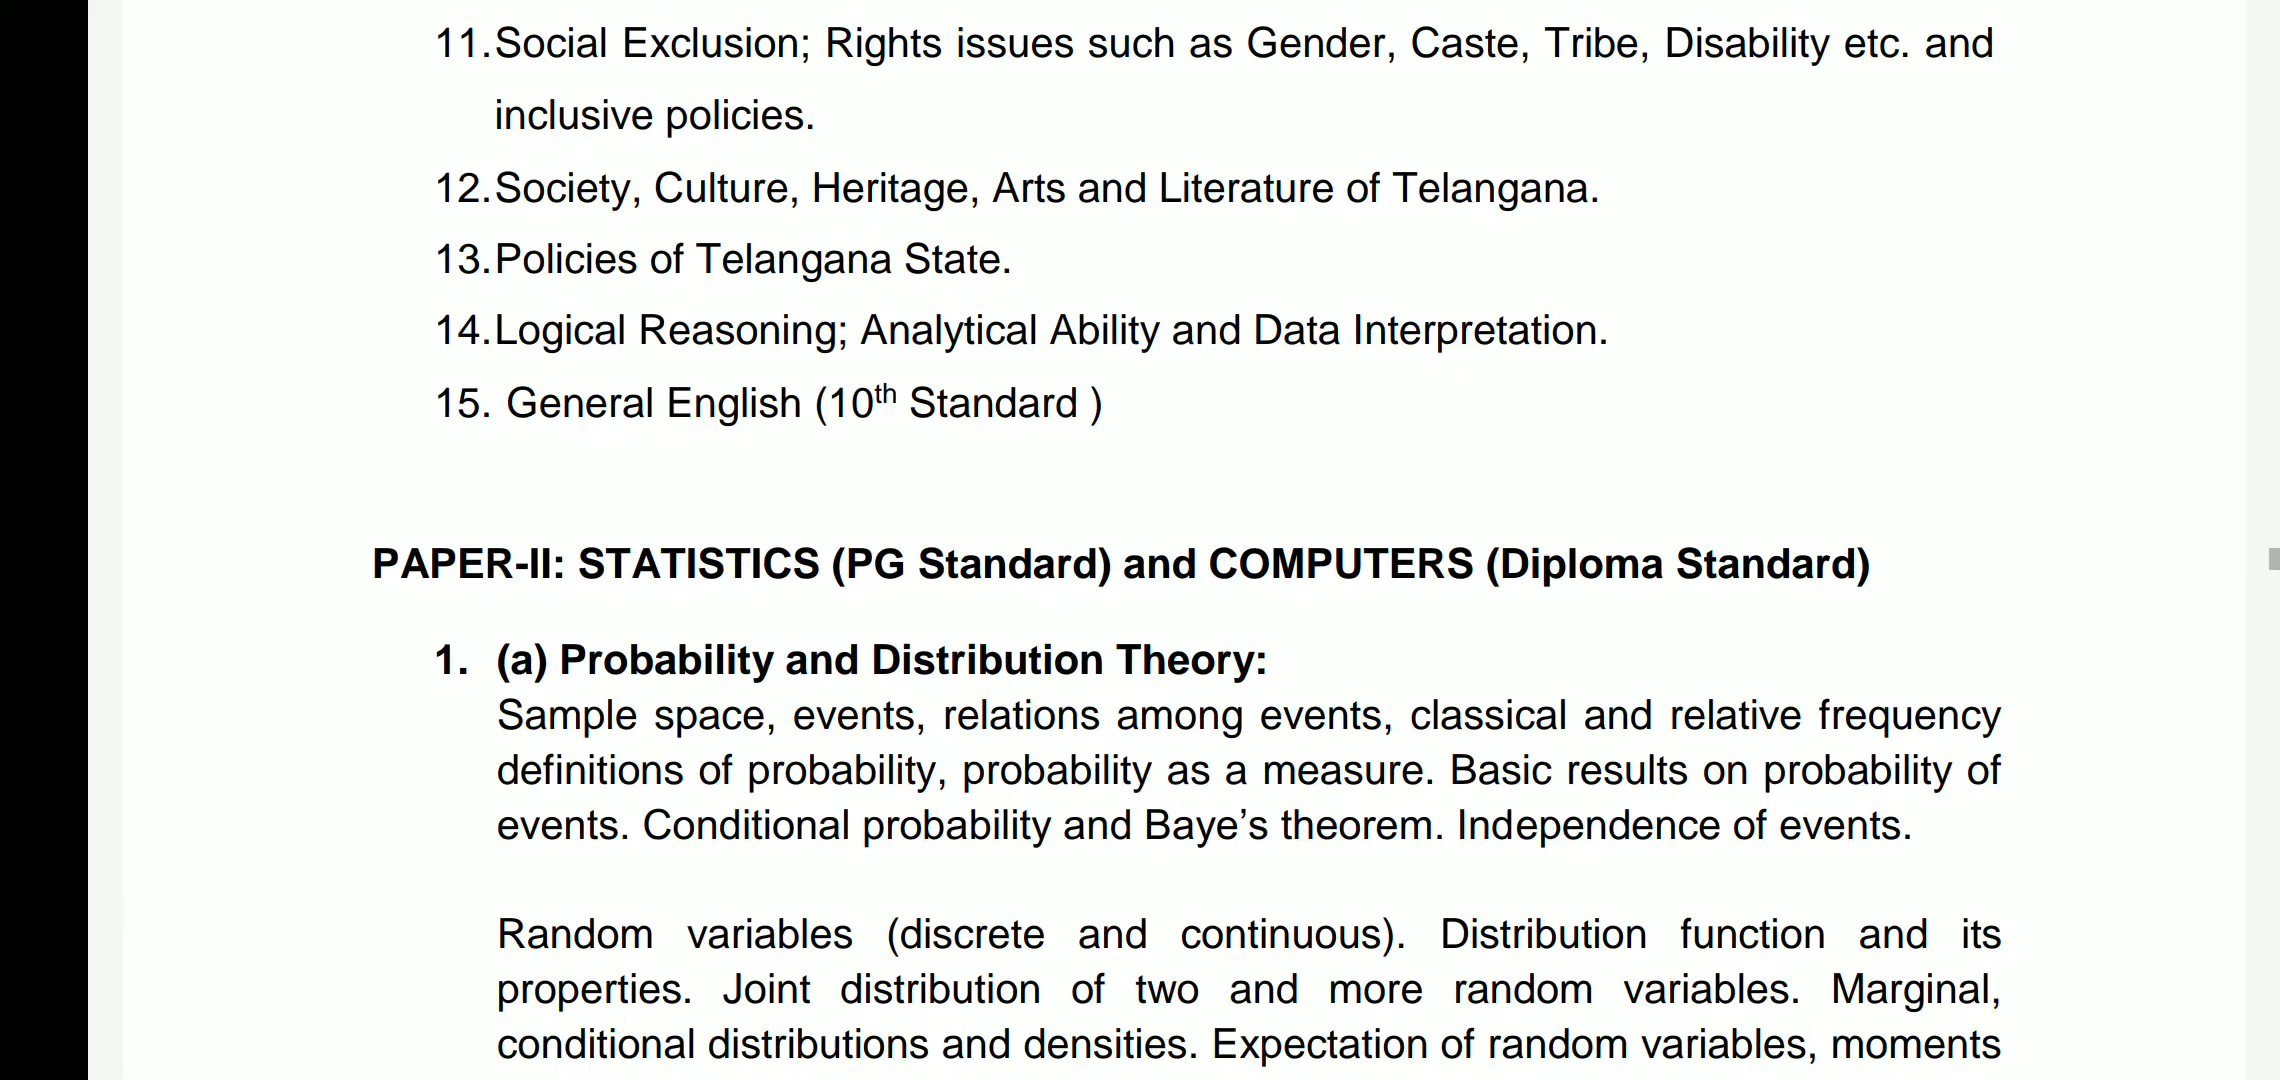 11.Social Exclusion; Rights issues such as Gender, Caste, Tribe, Disability etc. and
inclusive policies.
12.Society, Culture, Heritage, Arts and Literature of Telangana.
13.Policies of Telangana State.
14.Logical Reasoning; Analytical Ability and Data Interpretation.
15. General English (10th Standard )
PAPER-II: STATISTICS (PG Standard) and COMPUTERS (Diploma Standard)
1. (a) Probability and Distribution Theory:
Sample space, events, relations among events, classical and relative frequency
definitions of probability, probability as a measure. Basic results on probability of
events. Conditional probability and Baye’s theorem. Independence of events.
Random variables (discrete and continuous). Distribution function and its
properties. Joint distribution of two and more random variables. Marginal,
conditional distributions and densities. Expectation of random variables, moments